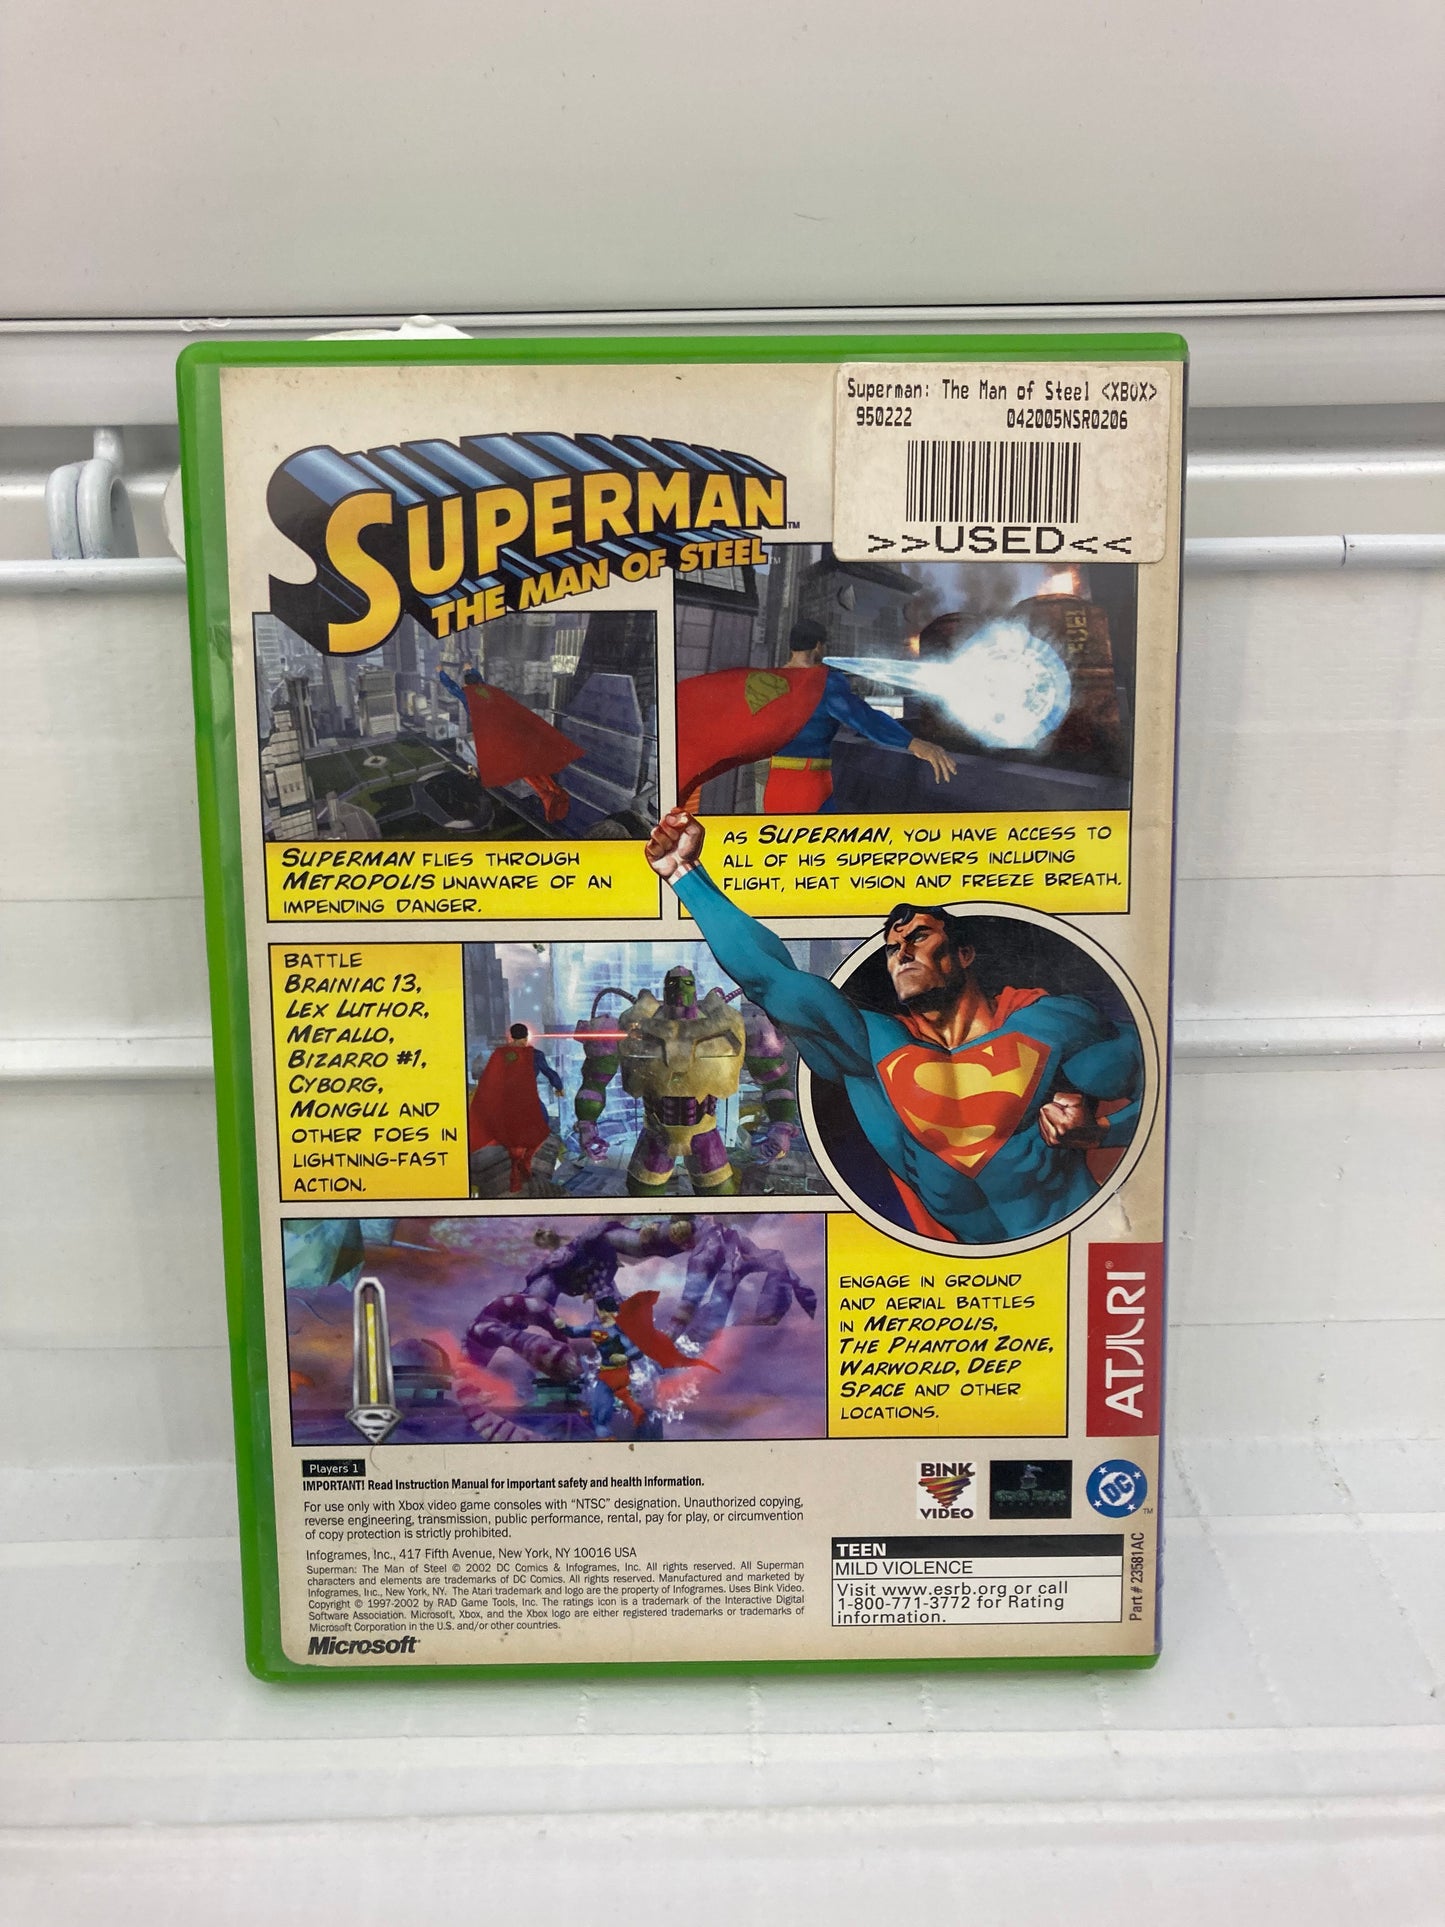 Superman: The Man of Steel <XBOX>
950222 042005NSR0206
>>USED<<
SUPERMAN™
THE MAN OF STEEL™
SUPERMAN FLIES THROUGH
METROPOLIS UNAWARE OF AN
IMPENDING DANGER.
AS SUPERMAN, YOU HAVE ACCESS TO
ALL OF HIS SUPERPOWERS INCLUDING
FLIGHT, HEAT VISION AND FREEZE BREATH.
BATTLE
BRAINIAC 13,
LEX LUTHOR,
METALLO,
BIZARRO #1,
CYBORG,
MONGUL AND
OTHER FOES IN
LIGHTNING-FAST
ACTION.
ENGAGE IN GROUND
AND AERIAL BATTLES
IN METROPOLIS,
THE PHANTOM ZONE,
WARWORLD, DEEP
SPACE AND OTHER
LOCATIONS.
ATARI®
Players 1
IMPORTANT! Read Instruction Manual for important safety and health information.
For use only with Xbox video game consoles with "NTSC" designation. Unauthorized copying,
reverse engineering, transmission, public performance, rental, pay for play, or circumvention
of copy protection is strictly prohibited.
Infogrames, Inc., 417 Fifth Avenue, New York, NY 10016 USA
Superman: The Man of Steel © 2002 DC Comics & Infogrames, Inc. All rights reserved. All Superman
characters and elements are trademarks of DC Comics. All rights reserved. Manufactured and marketed by
Infogrames, Inc., New York, NY. The Atari trademark and logo are the property of Infogrames. Uses Bink Video.
Copyright © 1997-2002 by RAD Game Tools, Inc. The ratings icon is a trademark of the Interactive Digital
Software Association. Microsoft, Xbox, and the Xbox logo are either registered trademarks or trademarks of
Microsoft Corporation in the U.S. and/or other countries.
Microsoft
BINK
VIDEO
DC™
TEEN
MILD VIOLENCE
Visit www.esrb.org or call
1-800-771-3772 for Rating
information.
Part # 23581AC